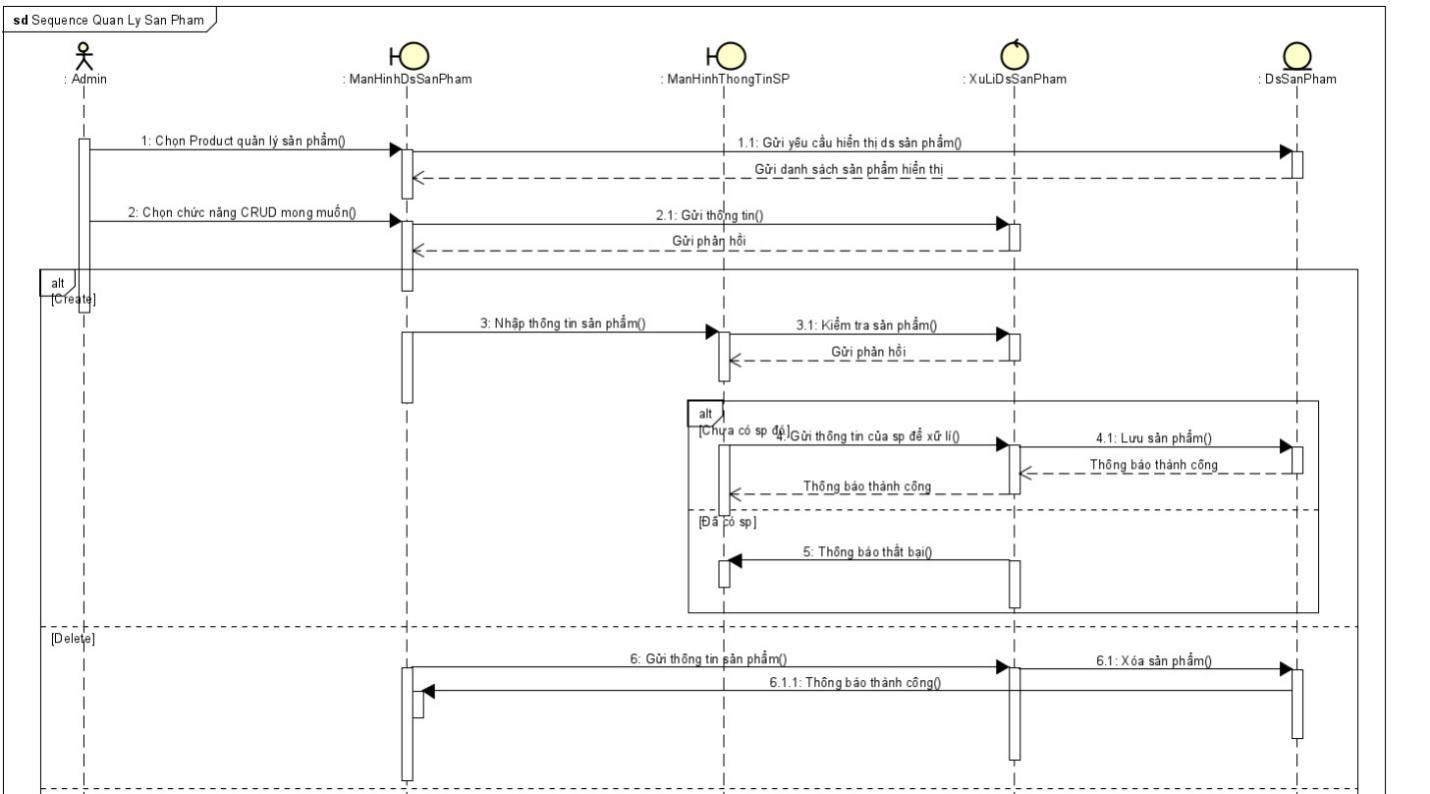 sd Sequence Quan Ly San Pham
: Admin
: ManHinhDsSanPham
: ManHinhThongTinSP
: XuLiDsSanPham
: DsSanPham
1: Chọn Product quản lý sản phẩm()
1.1: Gửi yêu cầu hiển thị ds sản phẩm()
Gửi danh sách sản phẩm hiển thị
2: Chọn chức năng CRUD mong muốn()
2.1: Gửi thông tin()
Gửi phản hồi
alt
[Create]
3: Nhập thông tin sản phẩm()
3.1: Kiểm tra sản phẩm()
Gửi phản hồi
alt
[Chưa có sp đó]
4: Gửi thông tin của sp để xữ lí()
4.1: Lưu sản phẩm()
Thông báo thành công
Thông báo thành công
[Đã có sp]
5: Thông báo thất bại()
[Delete]
6: Gửi thông tin sản phẩm()
6.1: Xóa sản phẩm()
6.1.1: Thông báo thành công()